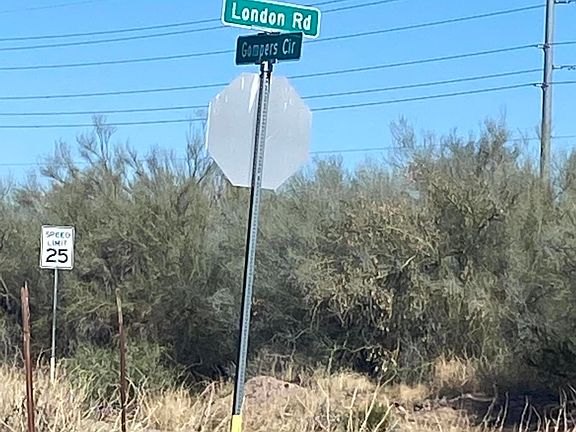 London Rd
Gompers Cir
SPEED
LIMIT
25